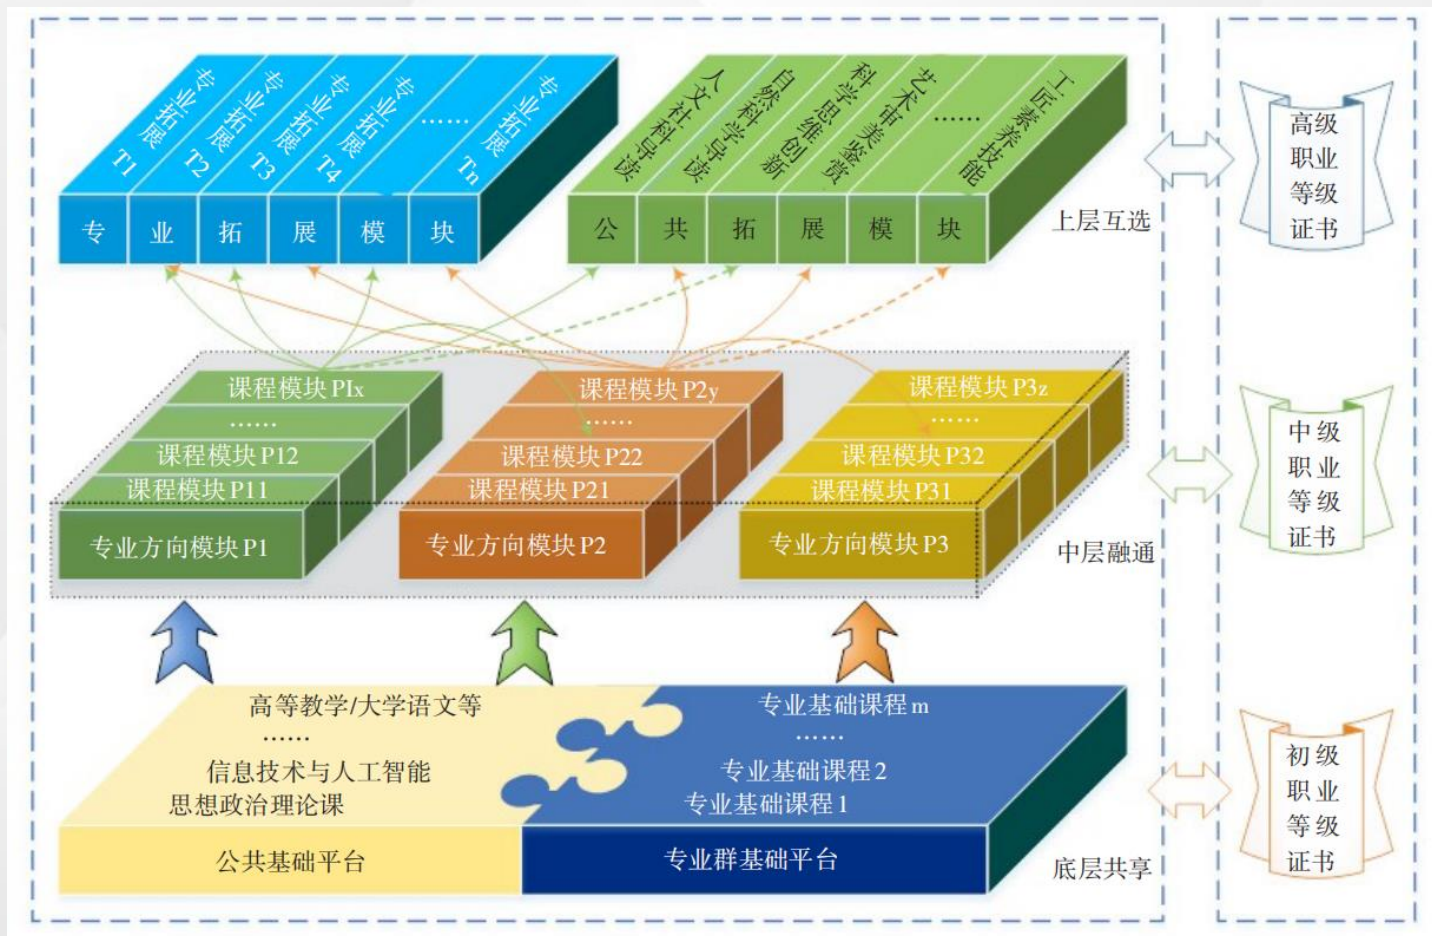 专业拓展T1
专业拓展T2
专业拓展T3
专业拓展T4
……
专业拓展Tn
专业拓展模块
人文社科导读
自然科学导读
科学思维创新
艺术审美鉴赏
……
工匠素养技能
公共拓展模块
上层互选
高级
职业
等级
证书
课程模块PIx
……
课程模块P12
课程模块P11
专业方向模块P1
课程模块P2y
……
课程模块P22
课程模块P21
专业方向模块P2
课程模块P3z
……
课程模块P32
课程模块P31
专业方向模块P3
中层融通
中级
职业
等级
证书
高等教学/大学语文等
……
信息技术与人工智能
思想政治理论课
公共基础平台
专业基础课程m
……
专业基础课程2
专业基础课程1
专业群基础平台
底层共享
初级
职业
等级
证书